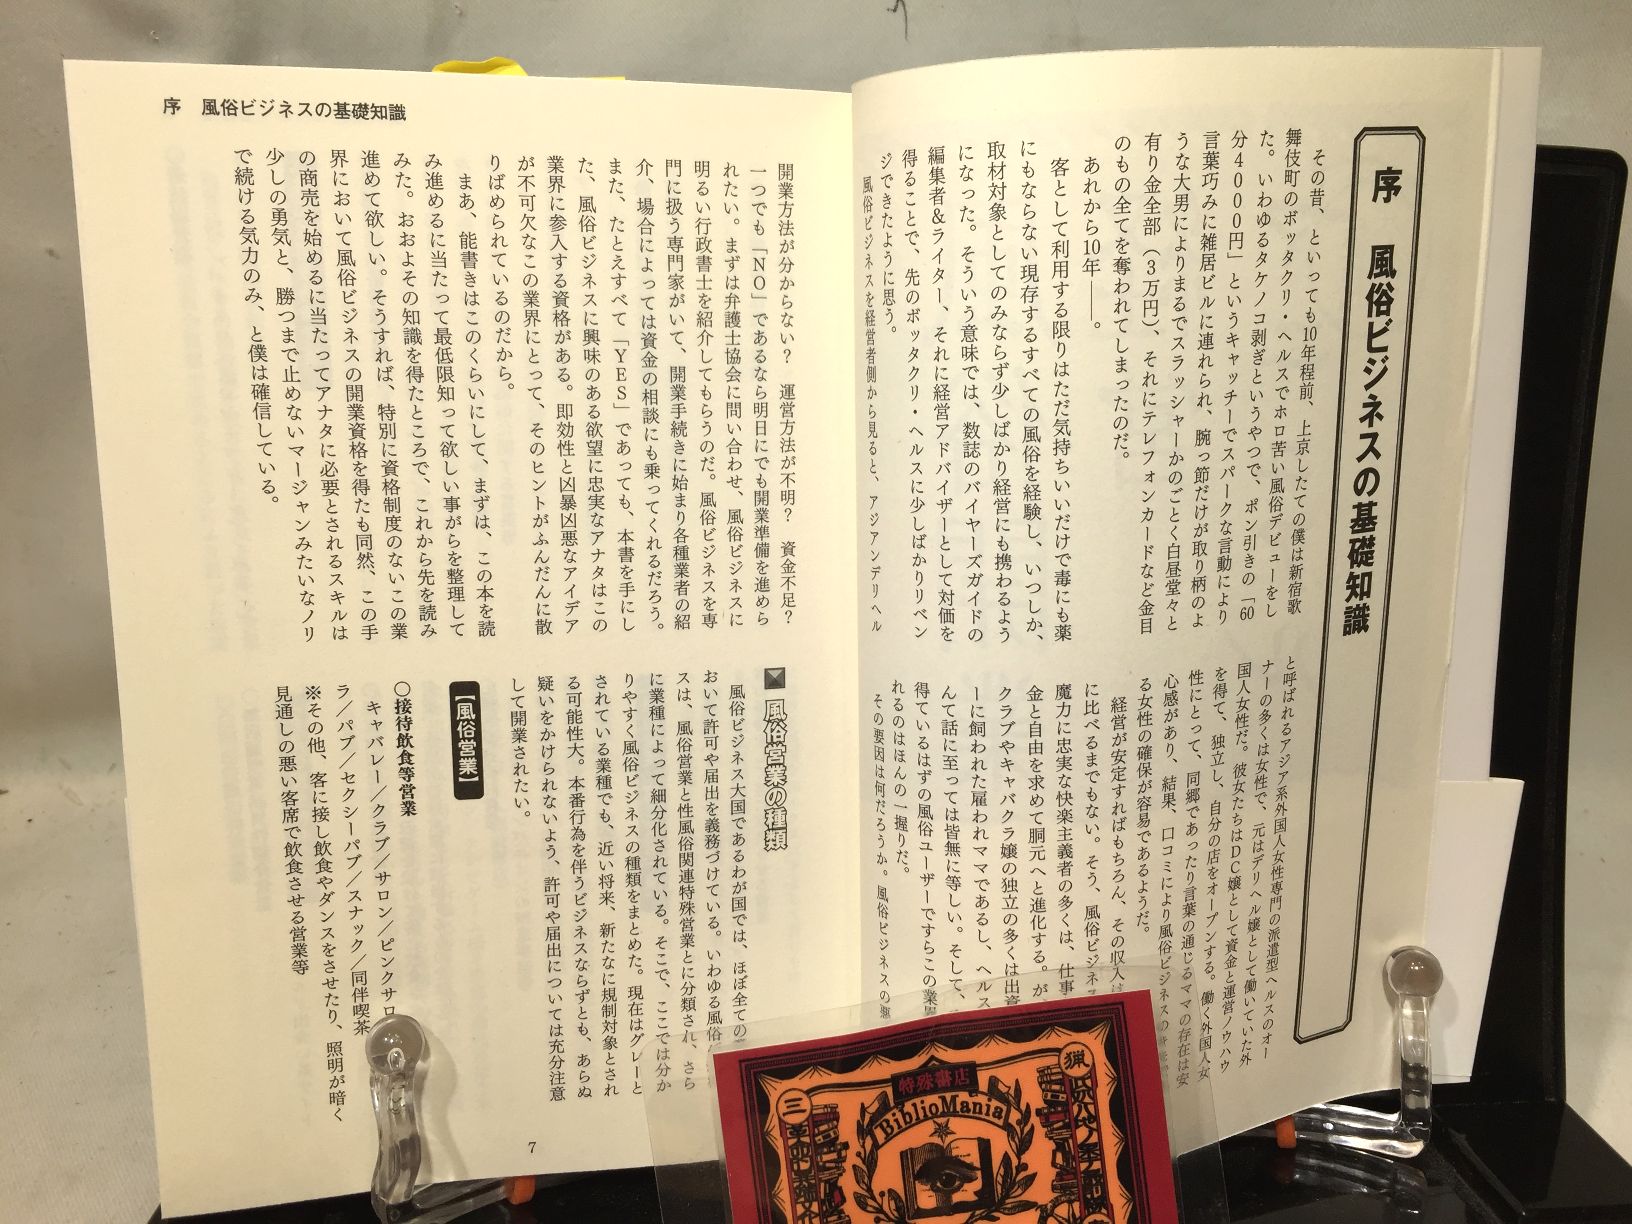 序　風俗ビジネスの基礎知識
その昔、といっても10年程前、上京したての僕は新宿歌
舞伎町のボッタクリ・ヘルスでホロ苦い風俗デビューをし
た。いわゆるタケノコ剥ぎというやつで、ポン引きの「60
分4000円」というキャッチーでスパークな言動により
言葉巧みに雑居ビルに連れられ、腕っ節だけが取り柄のよ
うな大男によりまるでスラッシャーかのごとく白昼堂々と
有り金全部（3万円）、それにテレフォンカードなど金目
のもの全てを奪われてしまったのだ。
あれから10年――。
客として利用する限りはただ気持ちいいだけで毒にも薬
にもならない現存するすべての風俗を経験し、いつしか、
取材対象としてのみならず少しばかり経営にも携わるよう
になった。そういう意味では、数誌のバイヤーズガイドの
編集者＆ライター、それに経営アドバイザーとして対価を
得ることで、先のボッタクリ・ヘルスに少しばかりリベン
ジできたように思う。
風俗ビジネスを経営者側から見ると、アジアンデリヘル
と呼ばれるアジア系外国人女性専門の派遣型ヘルスのオー
ナーの多くは女性で、元はデリヘル嬢として働いていた外
国人女性だ。彼女たちはDC嬢として資金と運営ノウハウ
を得て、独立し、自分の店をオープンする。働く外国人女
性にとって、同郷であったり言葉の通じるママの存在は安
心感があり、結果、口コミにより風俗ビジネスの
る女性の確保が容易であるようだ。
経営が安定すればもちろん、その収入は
に比べるまでもない。そう、風俗ビジネ
魔力に忠実な快楽主義者の多くは、仕事
金と自由を求めて胴元へと進化する。が
クラブやキャバクラ嬢の独立の多くは出資
ーに飼われた雇われママであるし、ヘルス
んて話に至っては皆無に等しい。そして、
得ているはずの風俗ユーザーですらこの業界
れるのはほんの一握りだ。
その要因は何だろうか。風俗ビジネスの悪
序　風俗ビジネスの基礎知識
開業方法が分からない？　運営方法が不明？　資金不足？
一つでも「NO」であるなら明日にでも開業準備を進めら
れたい。まずは弁護士協会に問い合わせ、風俗ビジネスに
明るい行政書士を紹介してもらうのだ。風俗ビジネスを専
門に扱う専門家がいて、開業手続きに始まり各種業者の紹
介、場合によっては資金の相談にも乗ってくれるだろう。
また、たとえすべて「YES」であっても、本書を手にし
た、風俗ビジネスに興味のある欲望に忠実なアナタはこの
業界に参入する資格がある。即効性と凶暴凶悪なアイデア
が不可欠なこの業界にとって、そのヒントがふんだんに散
りばめられているのだから。
まあ、能書きはこのくらいにして、まずは、この本を読
み進めるに当たって最低限知って欲しい事がらを整理して
みた。おおよその知識を得たところで、これから先を読み
進めて欲しい。そうすれば、特別に資格制度のないこの業
界において風俗ビジネスの開業資格を得たも同然、この手
の商売を始めるに当たってアナタに必要とされるスキルは
少しの勇気と、勝つまで止めないマージャンみたいなノリ
で続ける気力のみ、と僕は確信している。
風俗営業の種類
風俗ビジネス大国であるわが国では、ほぼ全ての
おいて許可や届出を義務づけている。いわゆる風俗
スは、風俗営業と性風俗関連特殊営業とに分類され、さら
に業種によって細分化されている。そこで、ここでは分か
りやすく風俗ビジネスの種類をまとめた。現在はグレーと
されている業種でも、近い将来、新たなに規制対象とされ
る可能性大。本番行為を伴うビジネスならずとも、あらぬ
疑いをかけられないよう、許可や届出については充分注意
して開業されたい。
【風俗営業】
○接待飲食等営業
キャバレー／クラブ／サロン／ピンクサロ
ラ／パブ／セクシーパブ／スナック／同伴喫茶
※その他、客に接し飲食やダンスをさせたり、照明が暗く
見通しの悪い客席で飲食させる営業等
7
特殊書店
BiblioMania
猟
三